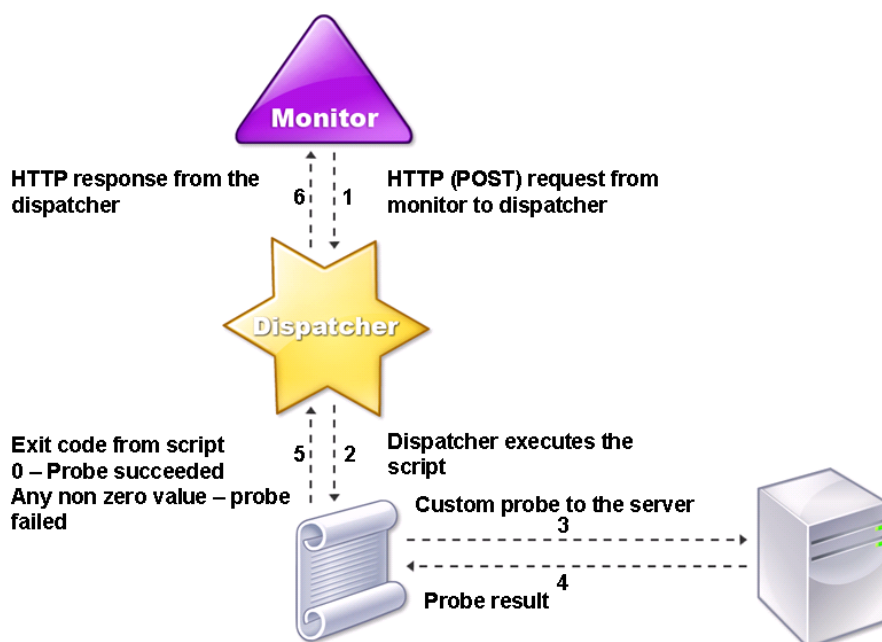 Monitor
HTTP response from the
dispatcher
6
1
HTTP (POST) request from
monitor to dispatcher
Dispatcher
Exit code from script
0 – Probe succeeded
Any non zero value – probe
failed
5
2
Dispatcher executes the
script
Custom probe to the server
3
4
Probe result